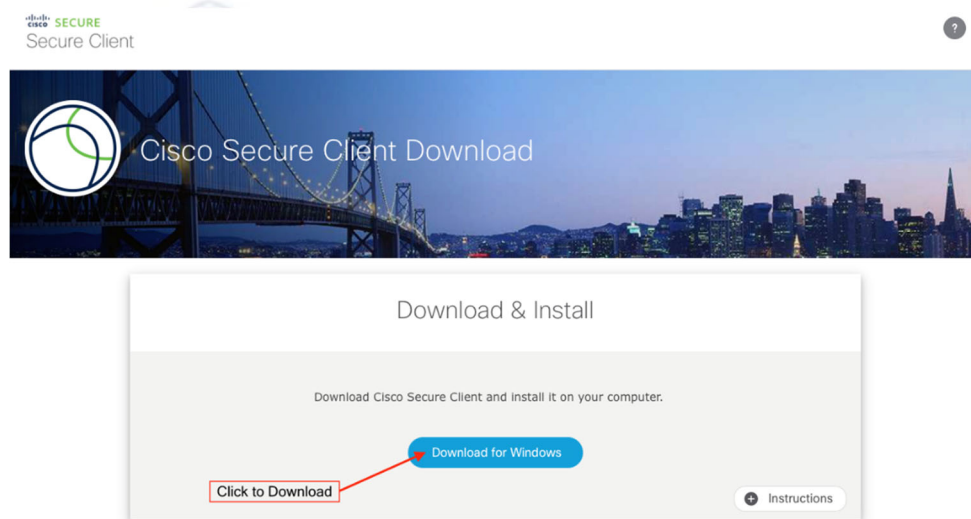 cisco SECURE
Secure Client
?
Cisco Secure Client Download
Download & Install
Download Cisco Secure Client and install it on your computer.
Download for Windows
Click to Download
Instructions